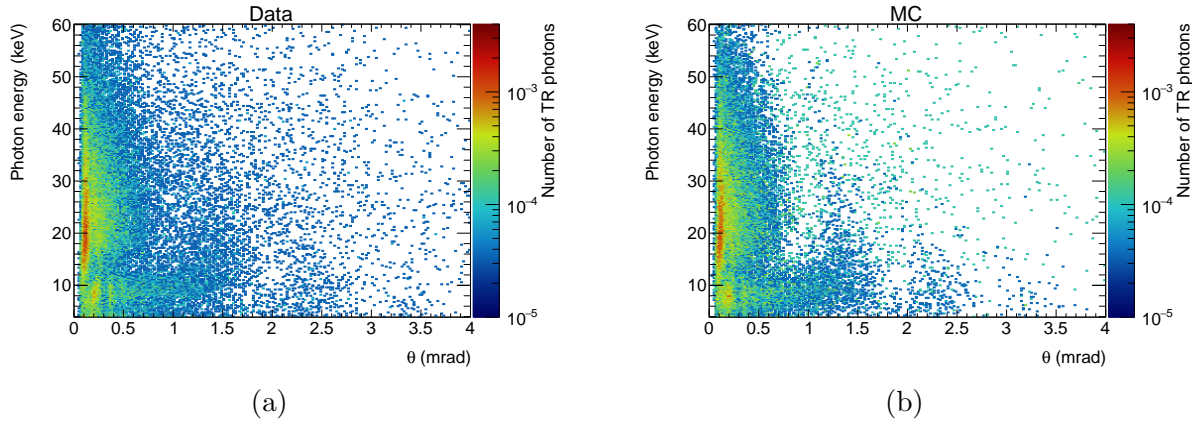 Data
Photon energy (keV)
60
50
40
30
20
10
0 0.5 1 1.5 2 2.5 3 3.5 4
θ (mrad)
10⁻³
10⁻⁴
10⁻⁵
Number of TR photons
(a)
MC
Photon energy (keV)
60
50
40
30
20
10
0 0.5 1 1.5 2 2.5 3 3.5 4
θ (mrad)
10⁻³
10⁻⁴
10⁻⁵
Number of TR photons
(b)